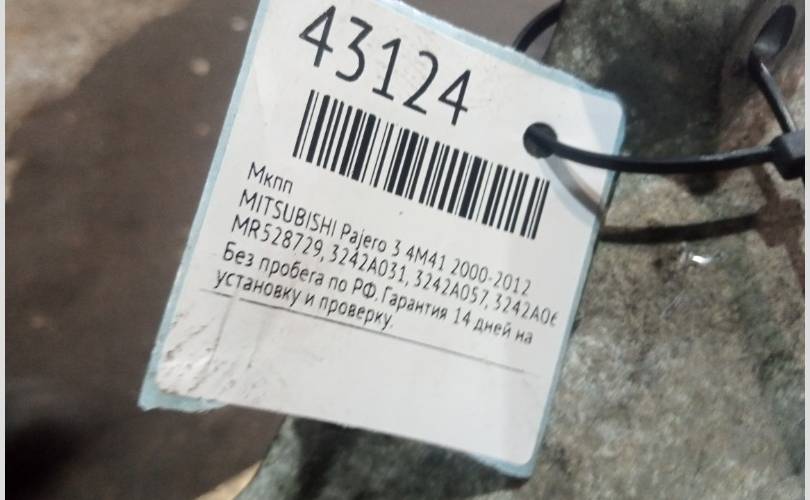 43124
Мкпп
MITSUBISHI Pajero 3 4M41 2000-2012
MR528729, 3242A031, 3242A057, 3242A06
Без пробега по РФ. Гарантия 14 дней на
установку и проверку.